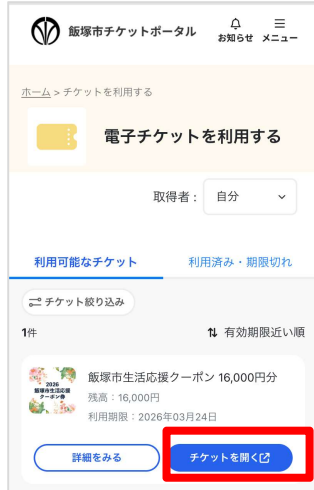 飯塚市チケットポータル
お知らせ
メニュー
ホーム > チケットを利用する
電子チケットを利用する
取得者： 自分
利用可能なチケット
利用済み・期限切れ
チケット絞り込み
1件
有効期限近い順
2026
飯塚市生活応援
クーポン券
飯塚市生活応援クーポン 16,000円分
残高：16,000円
利用期限：2026年03月24日
詳細をみる
チケットを開く